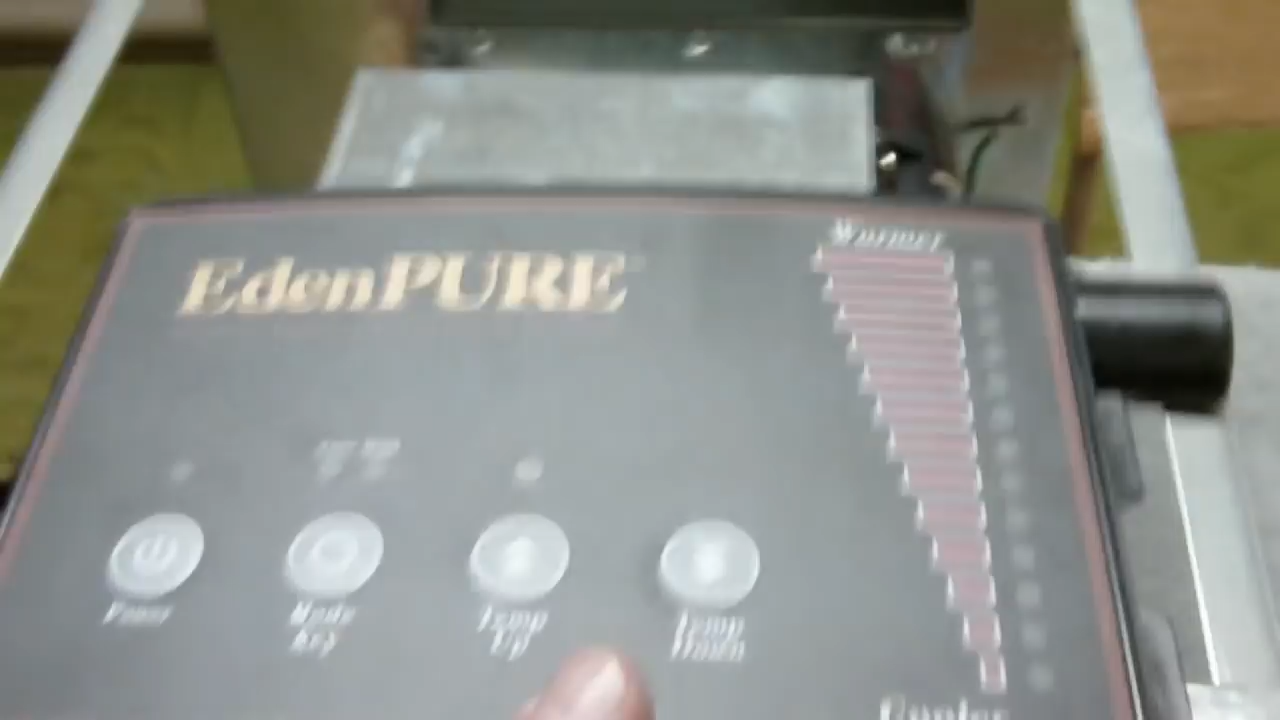 EdenPURE
Warmer
Power
Mode
Key
Temp
Up
Temp
Down
Cooler